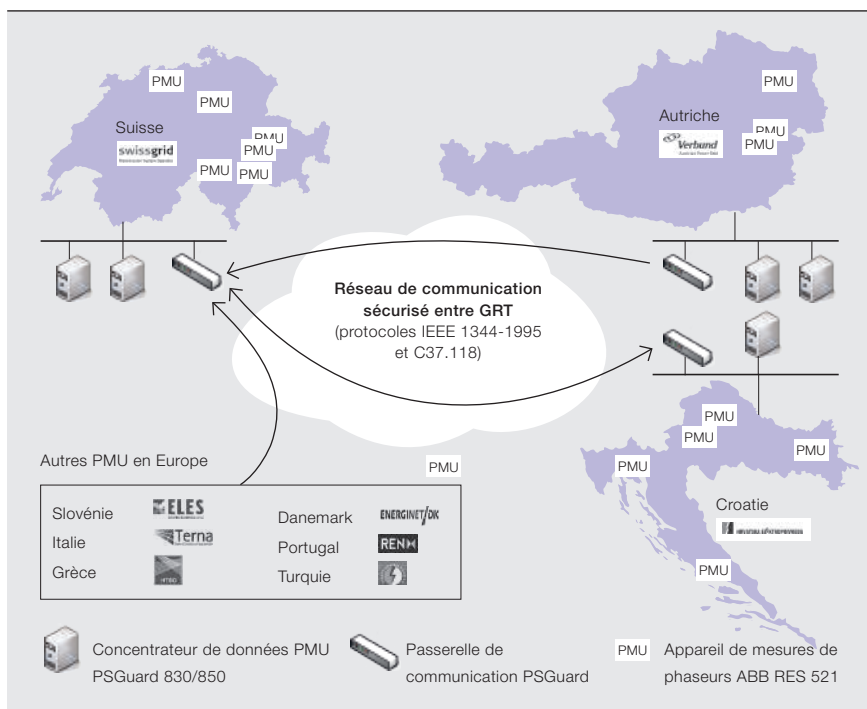 PMU
PMU
PMU
PMU
PMU
PMU
Suisse
swissgrid
PMU
PMU
PMU
Autriche
Verbund
Réseau de communication
sécurisé entre GRT
(protocoles IEEE 1344-1995
et C37.118)
PMU
PMU
PMU
PMU
PMU
Croatie
Autres PMU en Europe
PMU
Slovénie
ELES
Italie
Terna
Grèce
Danemark
ENERGINET/DK
Portugal
REN
Turquie
Concentrateur de données PMU
PSGuard 830/850
Passerelle de
communication PSGuard
PMU
Appareil de mesures de
phaseurs ABB RES 521